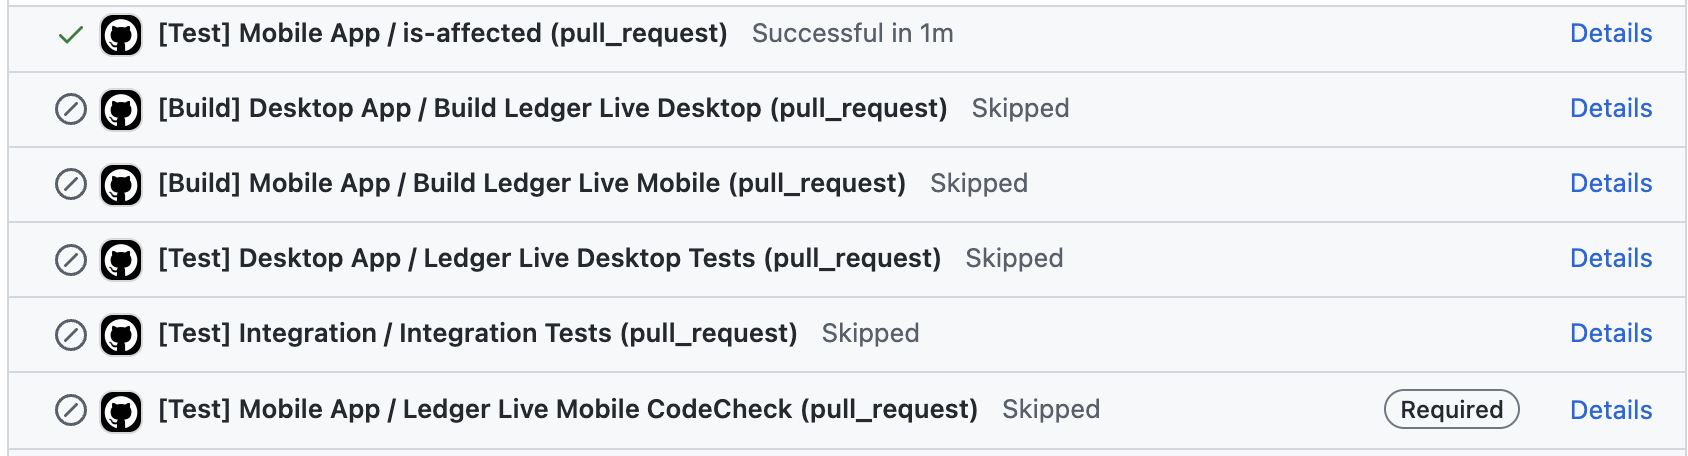 [Test] Mobile App / is-affected (pull_request) Successful in 1m Details
[Build] Desktop App / Build Ledger Live Desktop (pull_request) Skipped Details
[Build] Mobile App / Build Ledger Live Mobile (pull_request) Skipped Details
[Test] Desktop App / Ledger Live Desktop Tests (pull_request) Skipped Details
[Test] Integration / Integration Tests (pull_request) Skipped Details
[Test] Mobile App / Ledger Live Mobile CodeCheck (pull_request) Skipped Required Details